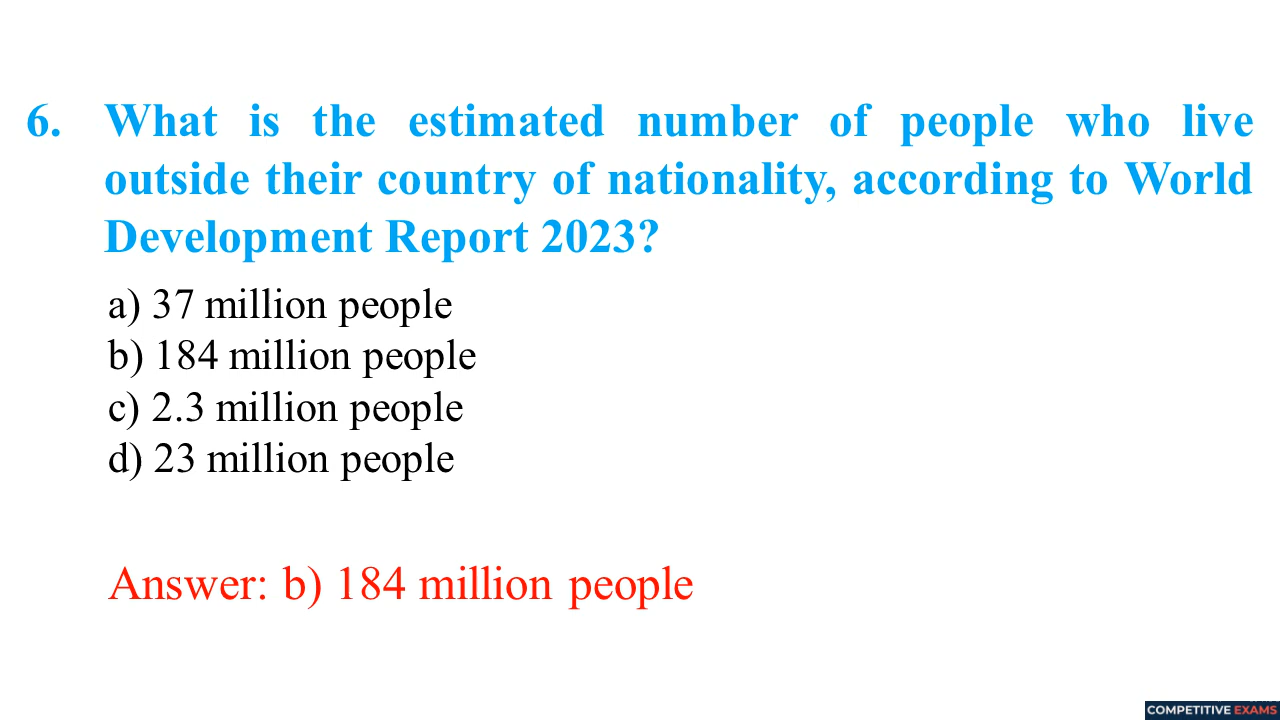 6. What is the estimated number of people who live
outside their country of nationality, according to World
Development Report 2023?
a) 37 million people
b) 184 million people
c) 2.3 million people
d) 23 million people
Answer: b) 184 million people
COMPETITIVE EXAMS